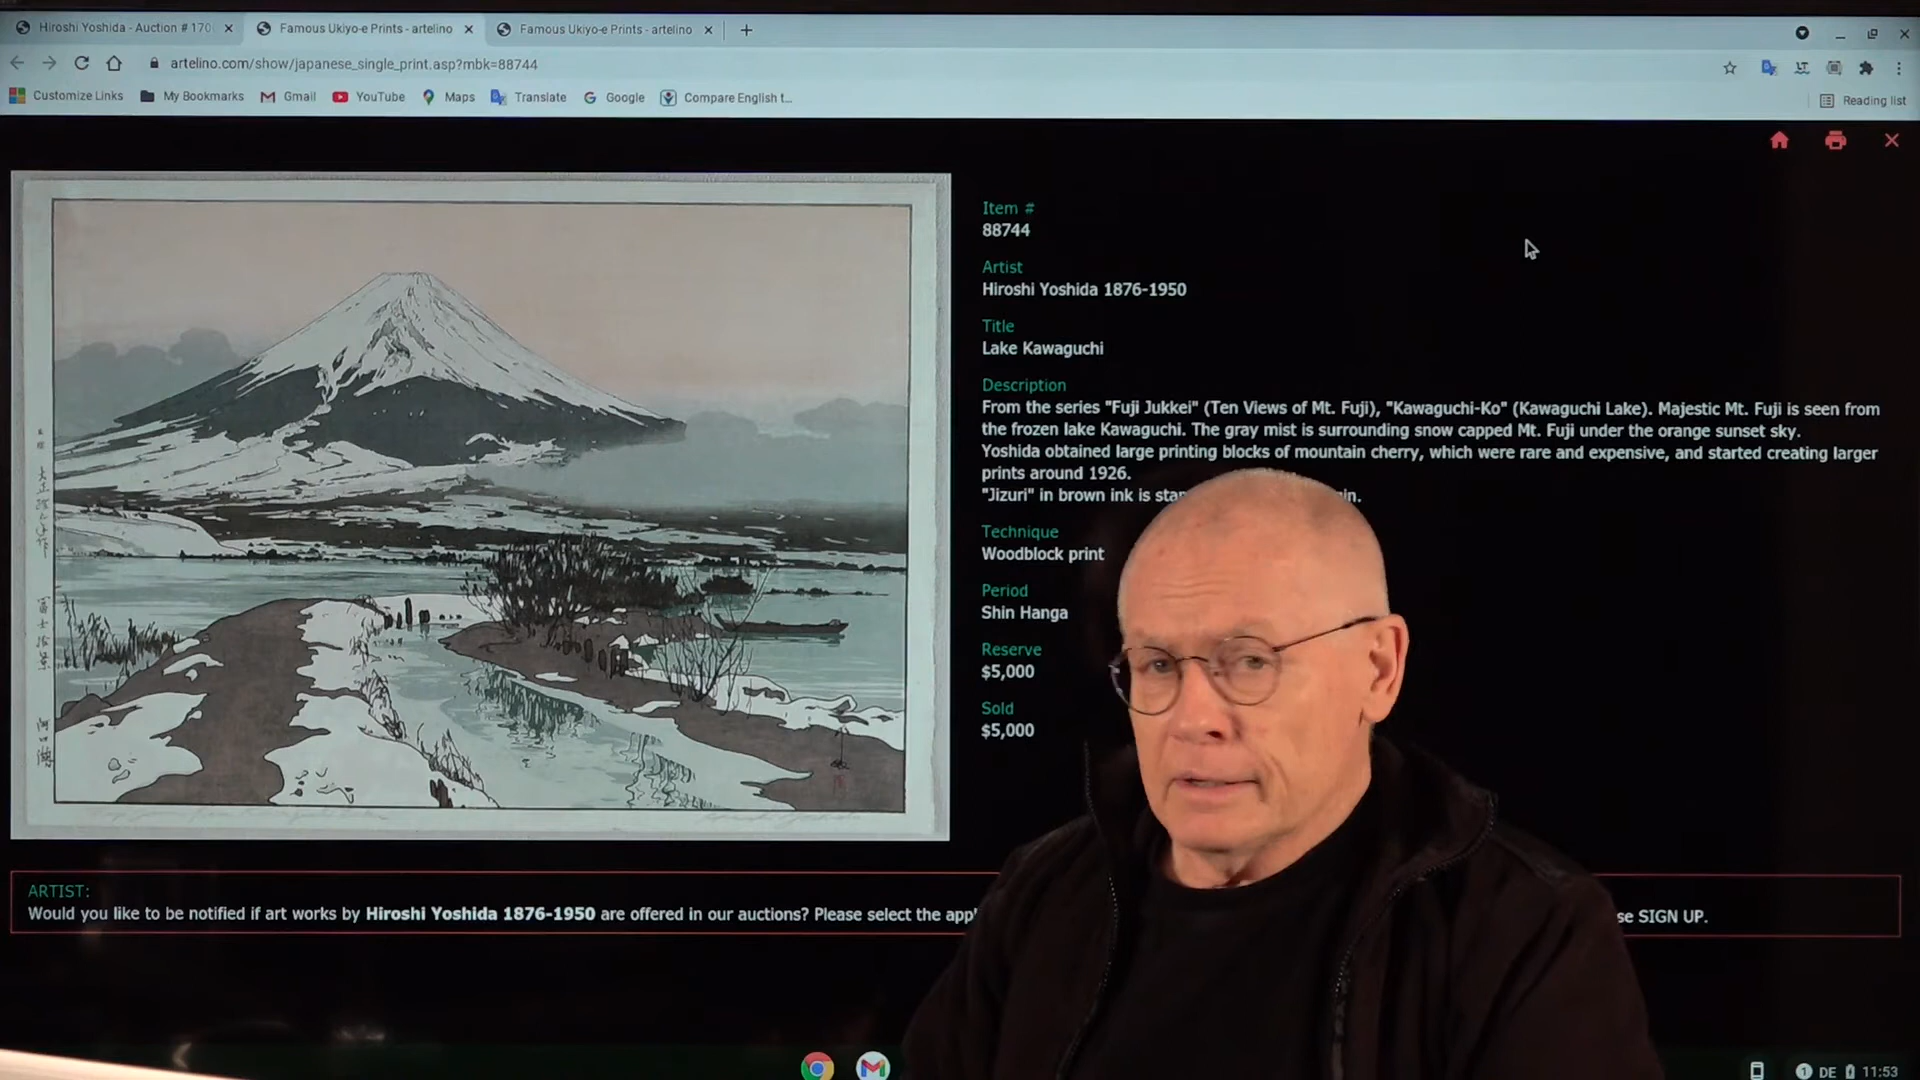 Hiroshi Yoshida - Auction # 170
Famous Ukiyo-e Prints - artelino
Famous Ukiyo-e Prints - artelino
artelino.com/show/japanese_single_print.asp?mbk=88744
Customize Links
My Bookmarks
Gmail
YouTube
Maps
Translate
Google
Compare English t...
Reading list
Item #
88744
Artist
Hiroshi Yoshida 1876-1950
Title
Lake Kawaguchi
Description
From the series "Fuji Jukkei" (Ten Views of Mt. Fuji), "Kawaguchi-Ko" (Kawaguchi Lake). Majestic Mt. Fuji is seen from
the frozen lake Kawaguchi. The gray mist is surrounding snow capped Mt. Fuji under the orange sunset sky.
Yoshida obtained large printing blocks of mountain cherry, which were rare and expensive, and started creating larger
prints around 1926.
"Jizuri" in brown ink is
Technique
Woodblock print
Period
Shin Hanga
Reserve
$5,000
Sold
$5,000
ARTIST:
Would you like to be notified if art works by Hiroshi Yoshida 1876-1950 are offered in our auctions? Please select the
SIGN UP.
DE
11:53